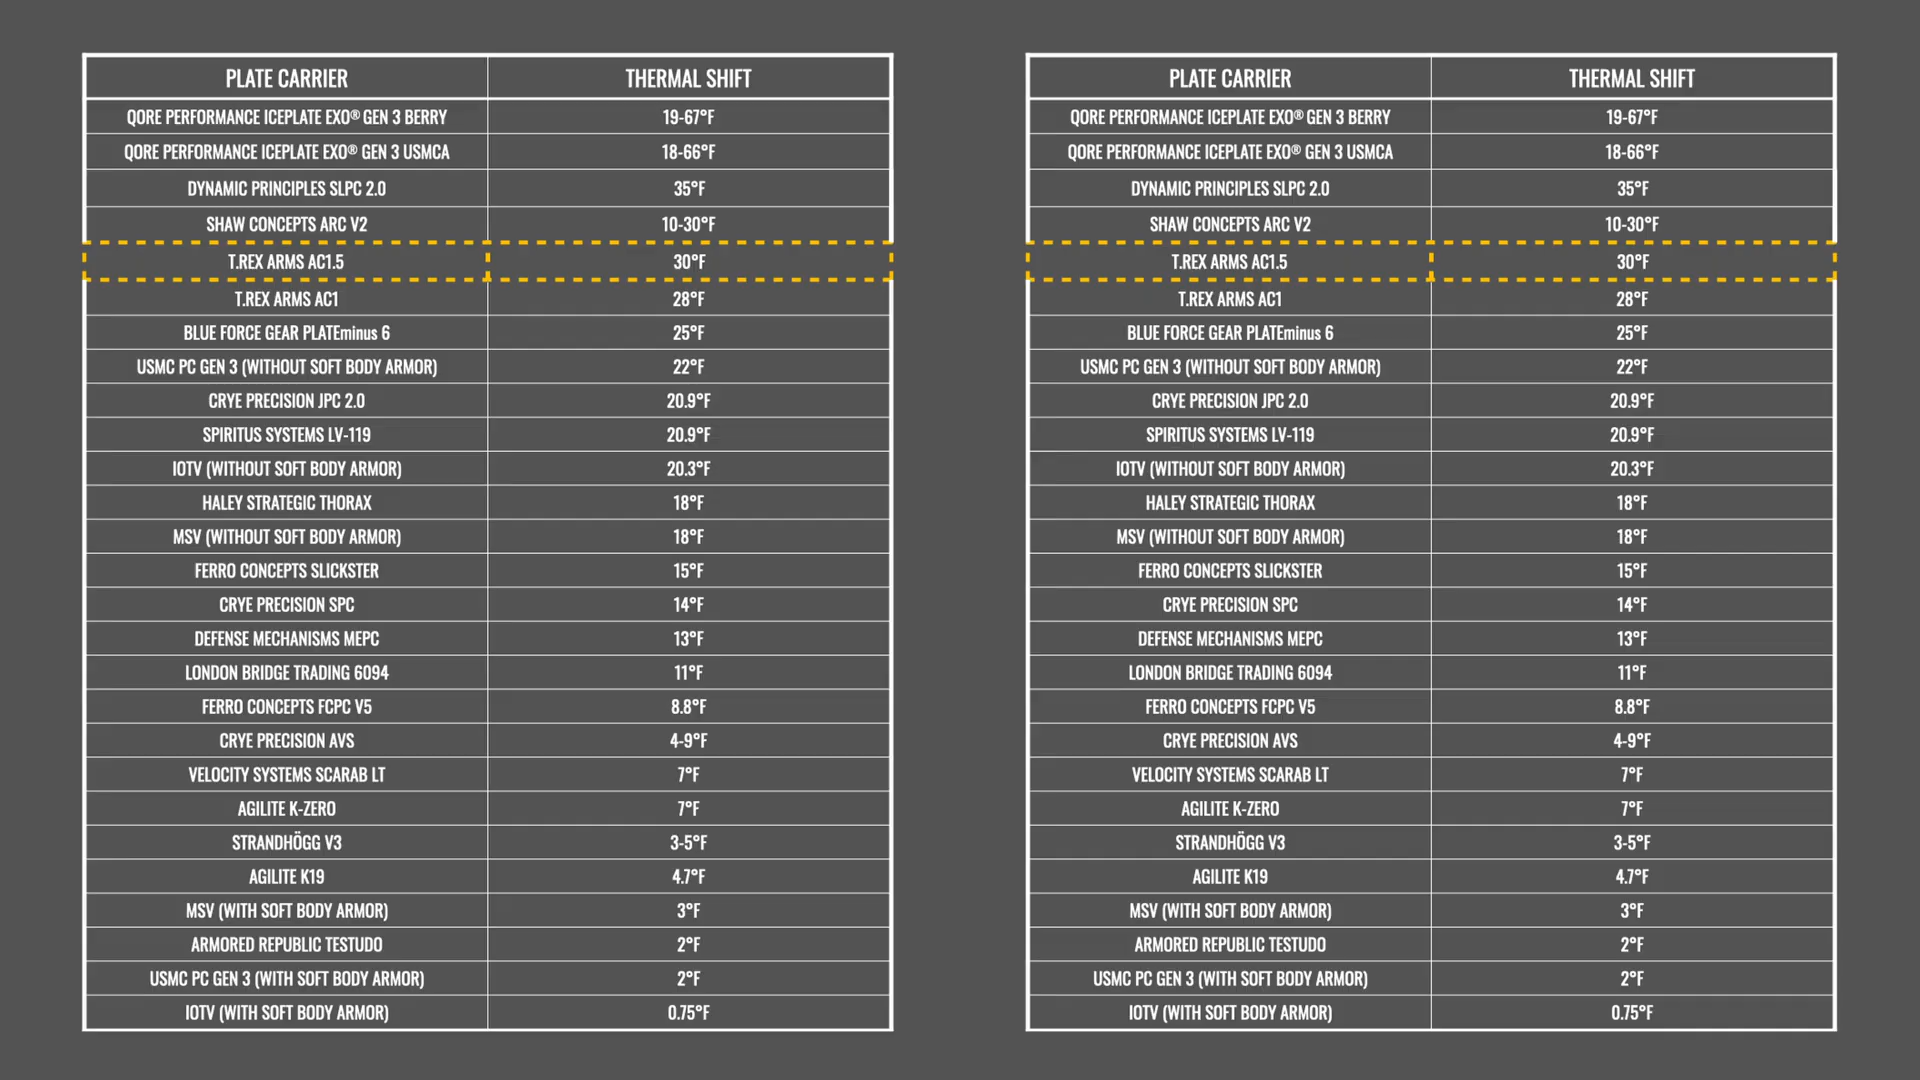 PLATE CARRIER THERMAL SHIFT
QORE PERFORMANCE ICEPLATE EXO® GEN 3 BERRY 19-67°F
QORE PERFORMANCE ICEPLATE EXO® GEN 3 USMCA 18-66°F
DYNAMIC PRINCIPLES SLPC 2.0 35°F
SHAW CONCEPTS ARC V2 10-30°F
T.REX ARMS AC1.5 30°F
T.REX ARMS AC1 28°F
BLUE FORCE GEAR PLATEminus 6 25°F
USMC PC GEN 3 (WITHOUT SOFT BODY ARMOR) 22°F
CRYE PRECISION JPC 2.0 20.9°F
SPIRITUS SYSTEMS LV-119 20.9°F
IOTV (WITHOUT SOFT BODY ARMOR) 20.3°F
HALEY STRATEGIC THORAX 18°F
MSV (WITHOUT SOFT BODY ARMOR) 18°F
FERRO CONCEPTS SLICKSTER 15°F
CRYE PRECISION SPC 14°F
DEFENSE MECHANISMS MEPC 13°F
LONDON BRIDGE TRADING 6094 11°F
FERRO CONCEPTS FCPC V5 8.8°F
CRYE PRECISION AVS 4-9°F
VELOCITY SYSTEMS SCARAB LT 7°F
AGILITE K-ZERO 7°F
STRANDHÖGG V3 3-5°F
AGILITE K19 4.7°F
MSV (WITH SOFT BODY ARMOR) 3°F
ARMORED REPUBLIC TESTUDO 2°F
USMC PC GEN 3 (WITH SOFT BODY ARMOR) 2°F
IOTV (WITH SOFT BODY ARMOR) 0.75°F
PLATE CARRIER THERMAL SHIFT
QORE PERFORMANCE ICEPLATE EXO® GEN 3 BERRY 19-67°F
QORE PERFORMANCE ICEPLATE EXO® GEN 3 USMCA 18-66°F
DYNAMIC PRINCIPLES SLPC 2.0 35°F
SHAW CONCEPTS ARC V2 10-30°F
T.REX ARMS AC1.5 30°F
T.REX ARMS AC1 28°F
BLUE FORCE GEAR PLATEminus 6 25°F
USMC PC GEN 3 (WITHOUT SOFT BODY ARMOR) 22°F
CRYE PRECISION JPC 2.0 20.9°F
SPIRITUS SYSTEMS LV-119 20.9°F
IOTV (WITHOUT SOFT BODY ARMOR) 20.3°F
HALEY STRATEGIC THORAX 18°F
MSV (WITHOUT SOFT BODY ARMOR) 18°F
FERRO CONCEPTS SLICKSTER 15°F
CRYE PRECISION SPC 14°F
DEFENSE MECHANISMS MEPC 13°F
LONDON BRIDGE TRADING 6094 11°F
FERRO CONCEPTS FCPC V5 8.8°F
CRYE PRECISION AVS 4-9°F
VELOCITY SYSTEMS SCARAB LT 7°F
AGILITE K-ZERO 7°F
STRANDHÖGG V3 3-5°F
AGILITE K19 4.7°F
MSV (WITH SOFT BODY ARMOR) 3°F
ARMORED REPUBLIC TESTUDO 2°F
USMC PC GEN 3 (WITH SOFT BODY ARMOR) 2°F
IOTV (WITH SOFT BODY ARMOR) 0.75°F